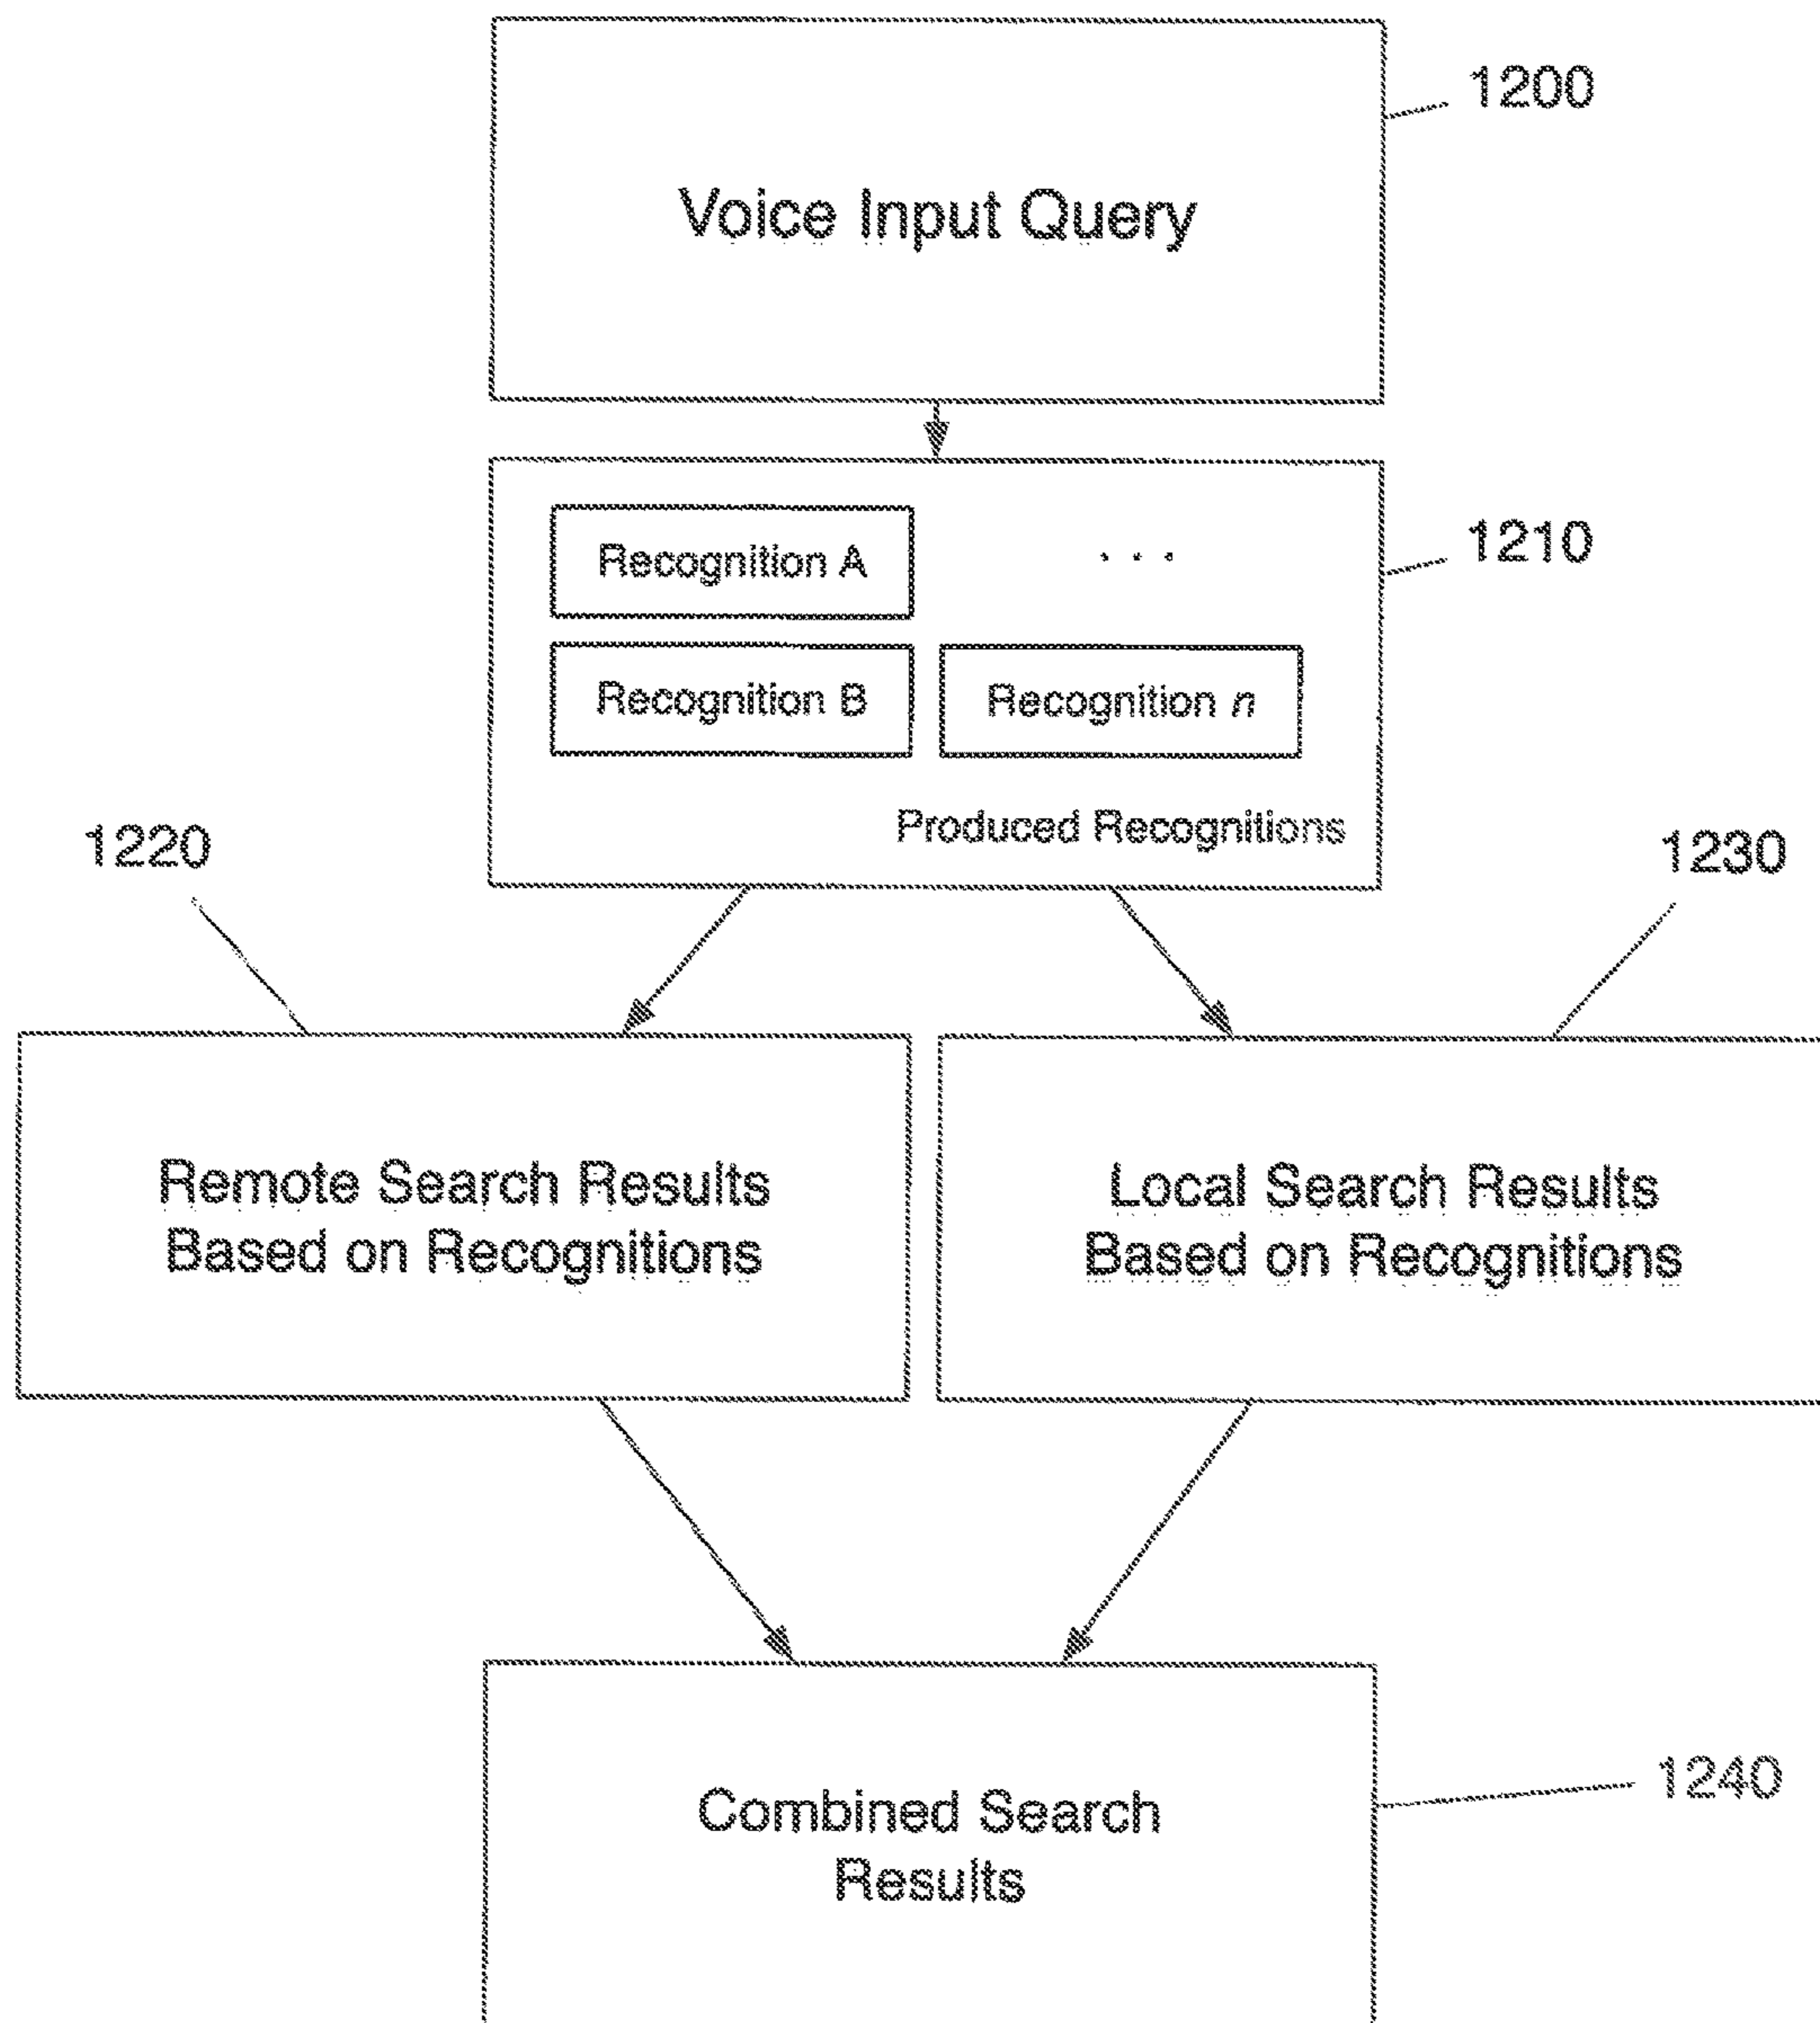 1200
Voice Input Query
1210
Recognition A
. . .
Recognition B
Recognition n
Produced Recognitions
1220
1230
Remote Search Results
Based on Recognitions
Local Search Results
Based on Recognitions
1240
Combined Search
Results